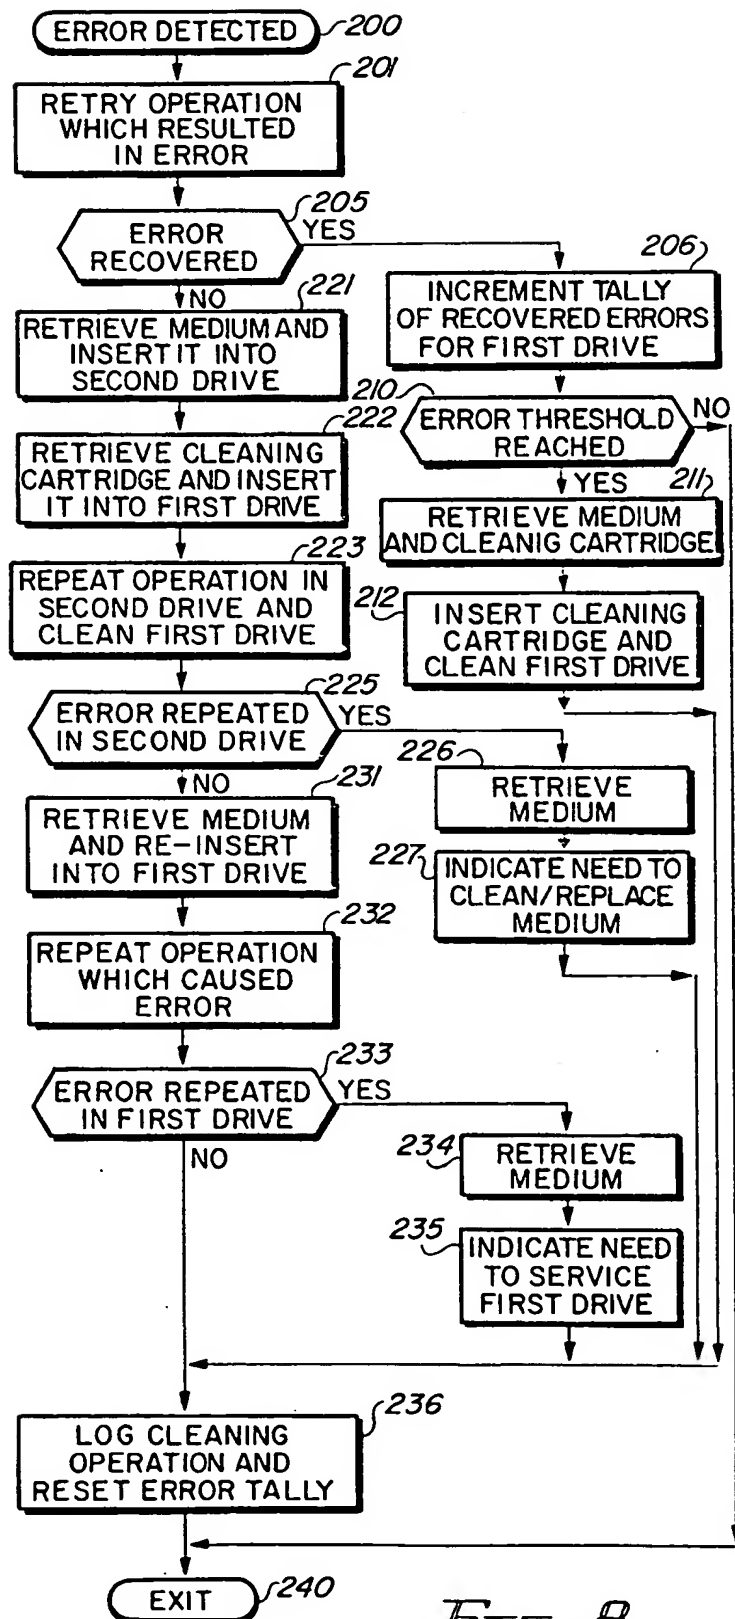 ERROR DETECTED
200
201
RETRY OPERATION
WHICH RESULTED
IN ERROR
205
ERROR
RECOVERED
YES
NO
206
INCREMENT TALLY
OF RECOVERED ERRORS
FOR FIRST DRIVE
221
RETRIEVE MEDIUM AND
INSERT IT INTO
SECOND DRIVE
210
ERROR THRESHOLD
REACHED
NO
YES
222
RETRIEVE CLEANING
CARTRIDGE AND INSERT
IT INTO FIRST DRIVE
211
RETRIEVE MEDIUM
AND CLEANIG CARTRIDGE
223
REPEAT OPERATION IN
SECOND DRIVE AND
CLEAN FIRST DRIVE
212
INSERT CLEANING
CARTRIDGE AND
CLEAN FIRST DRIVE
225
ERROR REPEATED
IN SECOND DRIVE
YES
NO
226
RETRIEVE
MEDIUM
231
RETRIEVE MEDIUM
AND RE-INSERT
INTO FIRST DRIVE
227
INDICATE NEED TO
CLEAN/REPLACE
MEDIUM
232
REPEAT OPERATION
WHICH CAUSED
ERROR
233
ERROR REPEATED
IN FIRST DRIVE
YES
NO
234
RETRIEVE
MEDIUM
235
INDICATE NEED
TO SERVICE
FIRST DRIVE
236
LOG CLEANING
OPERATION AND
RESET ERROR TALLY
EXIT
240